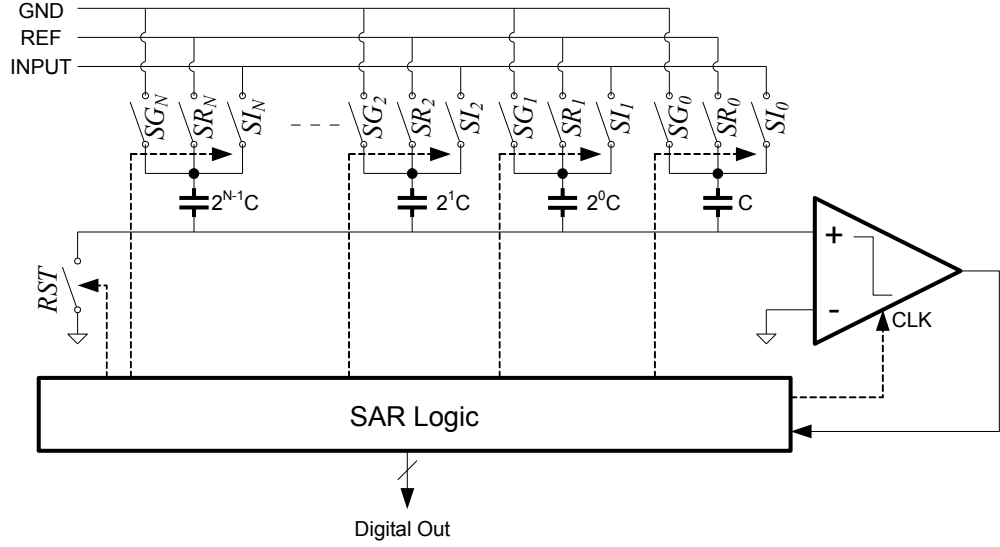 GND
REF
INPUT
SG_N SR_N SI_N SG_2 SR_2 SI_2 SG_1 SR_1 SI_1 SG_0 SR_0 SI_0
2^{N-1}C 2^1C 2^0C C
+
RST
-
CLK
SAR Logic
Digital Out